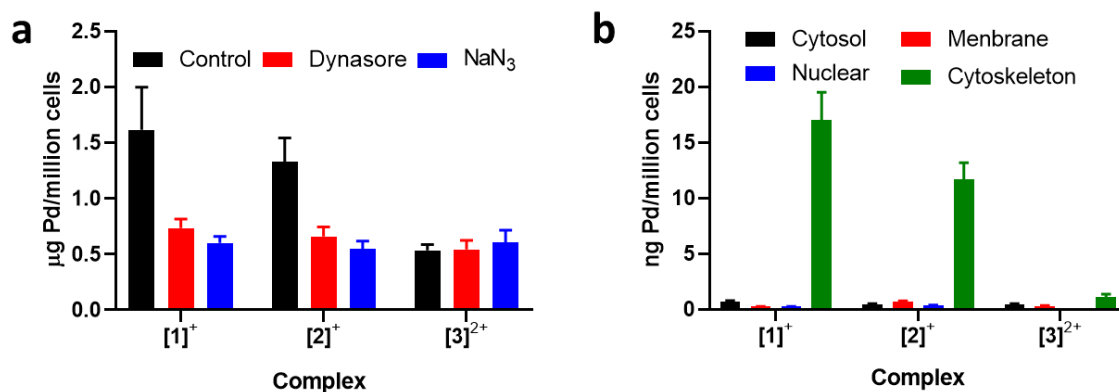 a
μg Pd/million cells
2.5
2.0
1.5
1.0
0.5
0.0
Control Dynasore NaN₃
[1]⁺ [2]⁺ [3]²⁺
Complex
b
ng Pd/million cells
25
20
15
10
5
0
Cytosol Menbrane
Nuclear Cytoskeleton
[1]⁺ [2]⁺ [3]²⁺
Complex